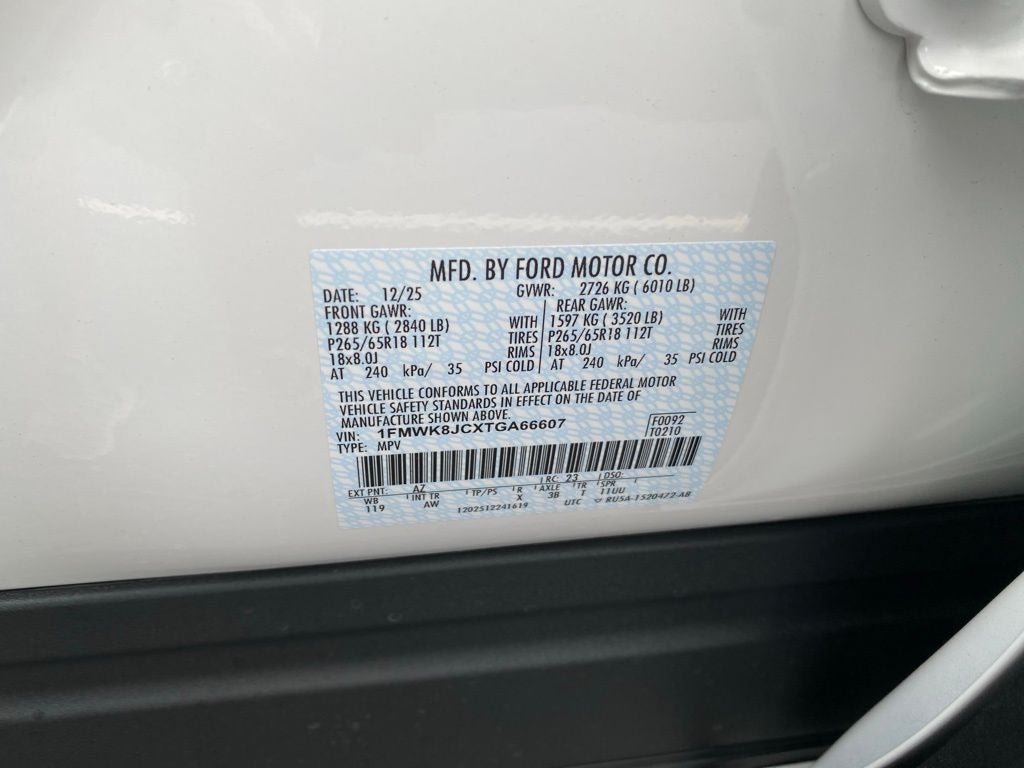 MFD. BY FORD MOTOR CO.
DATE: 12/25 GVWR: 2726 KG ( 6010 LB)
FRONT GAWR: REAR GAWR:
1288 KG ( 2840 LB) WITH 1597 KG ( 3520 LB) WITH
P265/65R18 112T TIRES P265/65R18 112T TIRES
18x8.0J RIMS 18x8.0J RIMS
AT 240 kPa/ 35 PSI COLD AT 240 kPa/ 35 PSI COLD
THIS VEHICLE CONFORMS TO ALL APPLICABLE FEDERAL MOTOR
VEHICLE SAFETY STANDARDS IN EFFECT ON THE DATE OF
MANUFACTURE SHOWN ABOVE.
VIN: 1FMWK8JCXTGA66607 F0092
TYPE: MPV T0210
EXT PNT: AZ RC: 23 DSO:
WB INT TR TP/PS R AXLE TR SPR
119 AW X 3B T 11UU
1202512241619 UTC RU5A-1520472-AB